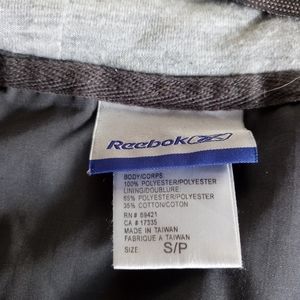 Reebok
BODY/CORPS
100% POLYESTER/POLYESTER
LINING/DOUBLURE
65% POLYESTER/POLYESTER
35% COTTON/COTON
RN# 69421
CA # 17335
MADE IN TAIWAN
FABRIQUE A TAIWAN
SIZE: S/P